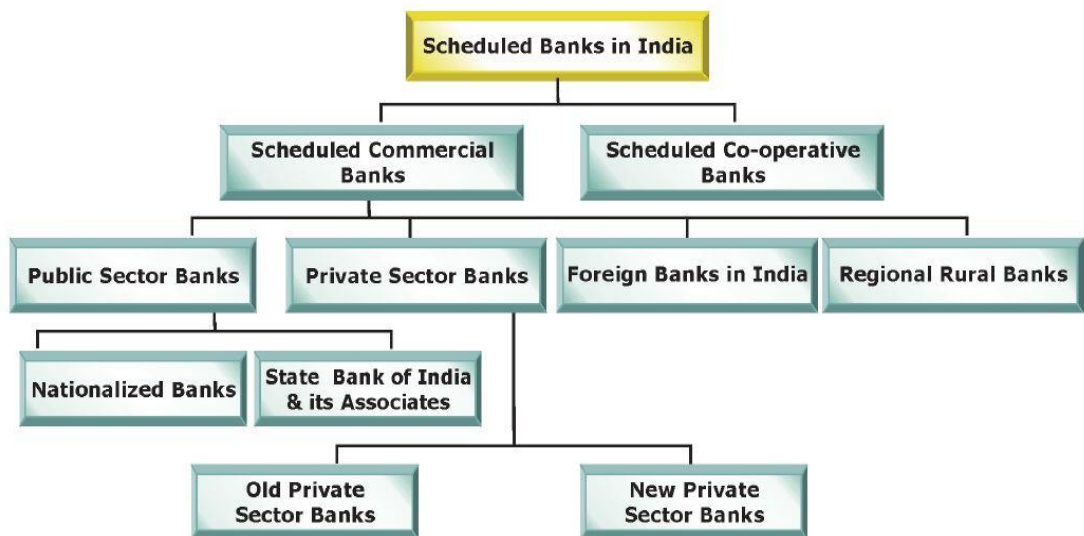 Scheduled Banks in India
Scheduled Commercial
Banks
Scheduled Co-operative
Banks
Public Sector Banks
Private Sector Banks
Foreign Banks in India
Regional Rural Banks
Nationalized Banks
State Bank of India
& its Associates
Old Private
Sector Banks
New Private
Sector Banks